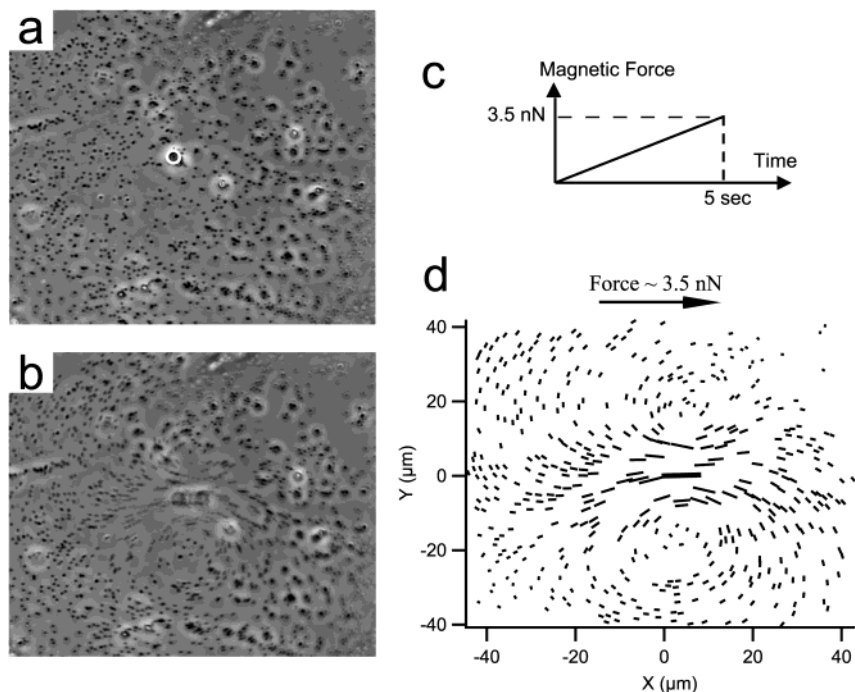 a
b
c
Magnetic Force
3.5 nN
Time
5 sec
d
Force ~ 3.5 nN
40
20
0
-20
-40
Y (μm)
-40
-20
0
20
40
X (μm)